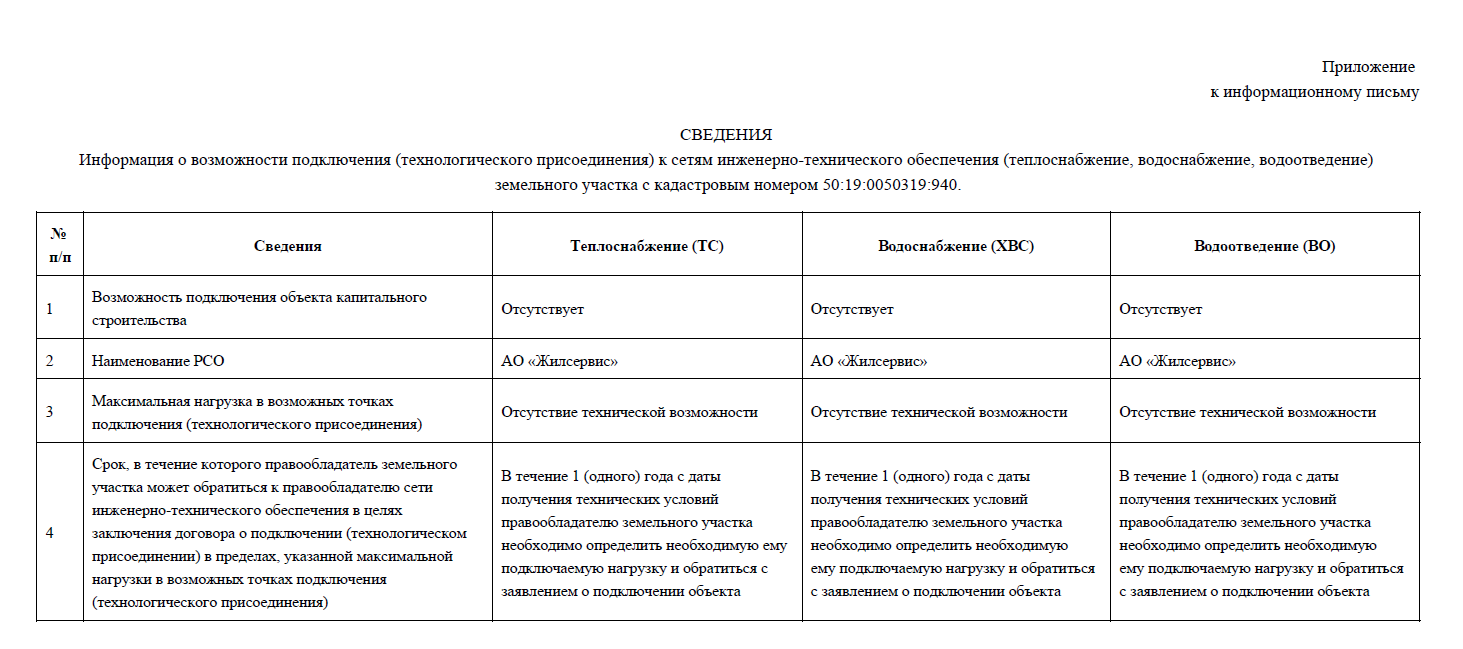 Приложение
к информационному письму
СВЕДЕНИЯ
Информация о возможности подключения (технологического присоединения) к сетям инженерно-технического обеспечения (теплоснабжение, водоснабжение, водоотведение)
земельного участка с кадастровым номером 50:19:0050319:940.
№
п/п
Сведения
Теплоснабжение (ТС)
Водоснабжение (ХВС)
Водоотведение (ВО)
1
Возможность подключения объекта капитального
строительства
Отсутствует
Отсутствует
Отсутствует
2
Наименование РСО
АО «Жилсервис»
АО «Жилсервис»
АО «Жилсервис»
3
Максимальная нагрузка в возможных точках
подключения (технологического присоединения)
Отсутствие технической возможности
Отсутствие технической возможности
Отсутствие технической возможности
4
Срок, в течение которого правообладатель земельного
участка может обратиться к правообладателю сети
инженерно-технического обеспечения в целях
заключения договора о подключении (технологическом
присоединении) в пределах, указанной максимальной
нагрузки в возможных точках подключения
(технологического присоединения)
В течение 1 (одного) года с даты
получения технических условий
правообладателю земельного участка
необходимо определить необходимую ему
подключаемую нагрузку и обратиться с
заявлением о подключении объекта
В течение 1 (одного) года с даты
получения технических условий
правообладателю земельного участка
необходимо определить необходимую
ему подключаемую нагрузку и обратиться
с заявлением о подключении объекта
В течение 1 (одного) года с даты
получения технических условий
правообладателю земельного участка
необходимо определить необходимую
ему подключаемую нагрузку и обратиться
с заявлением о подключении объекта